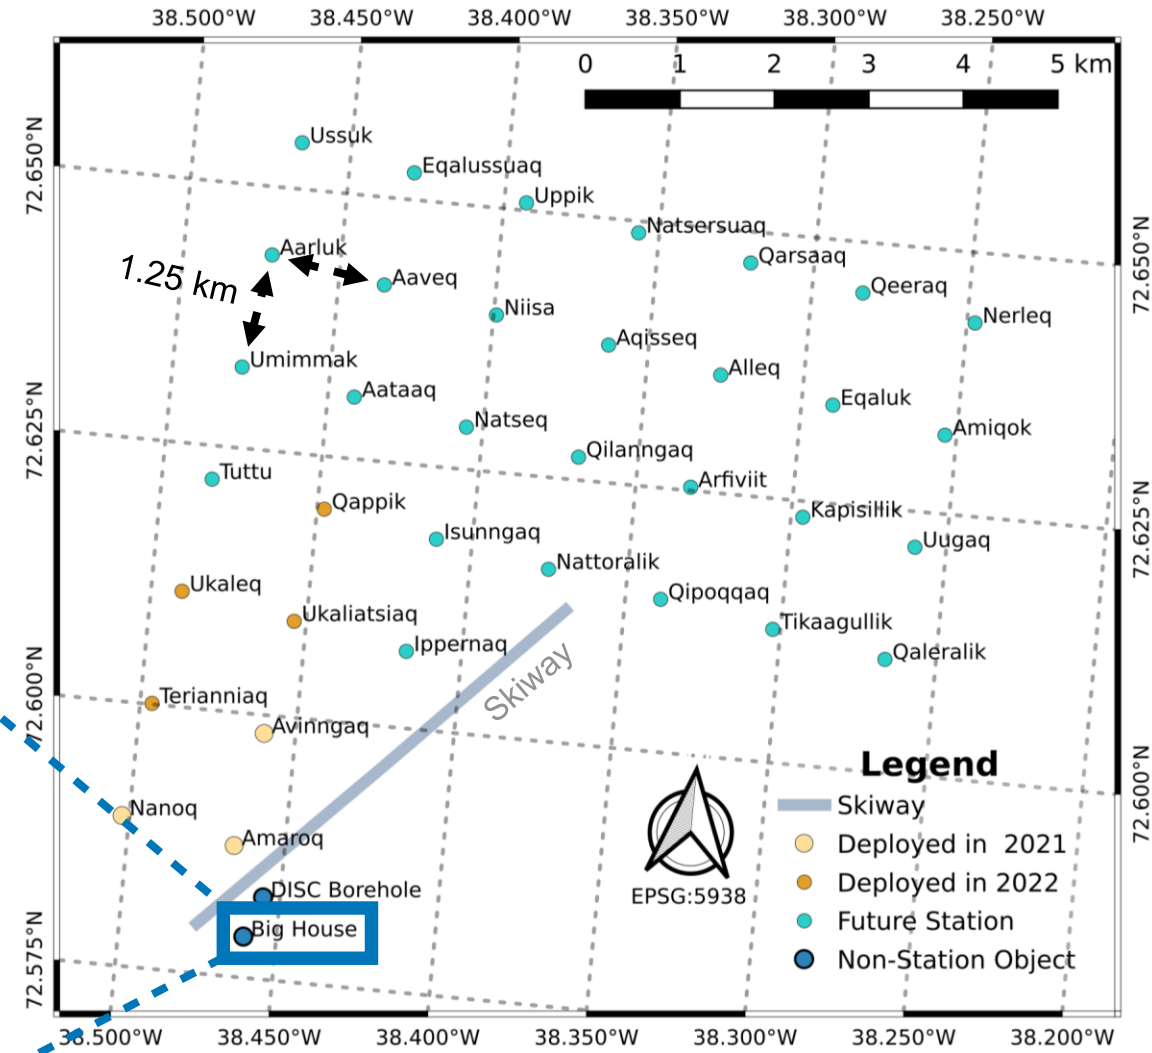 38.500°W 38.450°W 38.400°W 38.350°W 38.300°W 38.250°W
0 1 2 3 4 5 km
72.650°N
Ussuk
Eqalussuaq
Uppik
Natsersuaq
Qarsaaq
72.650°N
Aarluk
1.25 km
Aaveq
Qeeraq
Niisa
Nerleq
Aqisseq
Umimmak
Alleq
Aataaq
Eqaluk
Natseq
Amiqok
72.625°N
Qilanngaq
Tuttu
Arfiviit
Qappik
Kapisillik
72.625°N
Isunngaq
Uugaq
Nattoralik
Ukaleq
Qipoqqaq
Ukaliatsiaq
Tikaagullik
Ippernaq
Qaleralik
Skiway
72.600°N
Terianniaq
Avinngaq
Legend
72.600°N
Nanoq
Skiway
Amaroq
Deployed in 2021
Deployed in 2022
EPSG:5938
DISC Borehole
Future Station
Big House
Non-Station Object
72.575°N
38.500°W 38.450°W 38.400°W 38.350°W 38.300°W 38.250°W 38.200°W